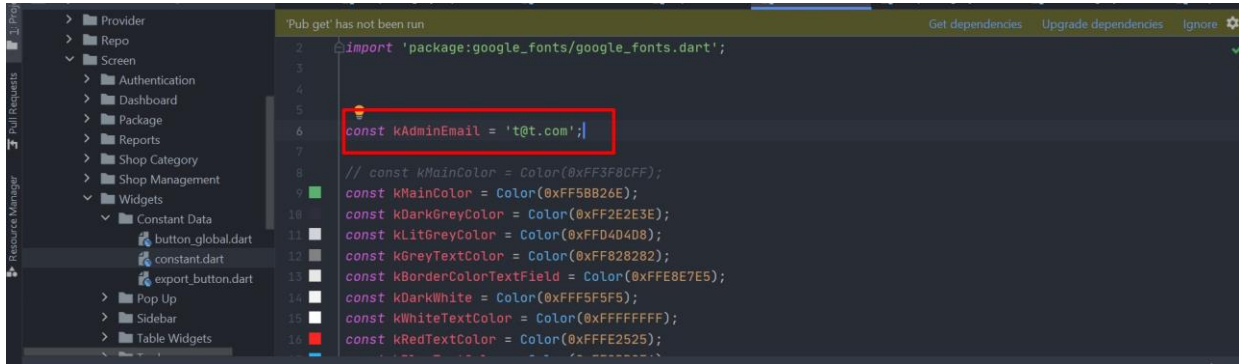 1: Proj
Pull Requests
Resource Manager
Provider
Repo
Screen
Authentication
Dashboard
Package
Reports
Shop Category
Shop Management
Widgets
Constant Data
button_global.dart
constant.dart
export_button.dart
Pop Up
Sidebar
Table Widgets
'Pub get' has not been run
Get dependencies Upgrade dependencies Ignore
2 import 'package:google_fonts/google_fonts.dart';
3
4
5
6 const kAdminEmail = 't@t.com';
7
8 // const kMainColor = Color(0xFF3F8CFF);
9 const kMainColor = Color(0xFF5BB26E);
10 const kDarkGreyColor = Color(0xFF2E2E3E);
11 const kLitGreyColor = Color(0xFFD4D4D8);
12 const kGreyTextColor = Color(0xFF828282);
13 const kBorderColorTextField = Color(0xFFE8E7E5);
14 const kDarkWhite = Color(0xFFF5F5F5);
15 const kWhiteTextColor = Color(0xFFFFFFFF);
16 const kRedTextColor = Color(0xFFFE2525);